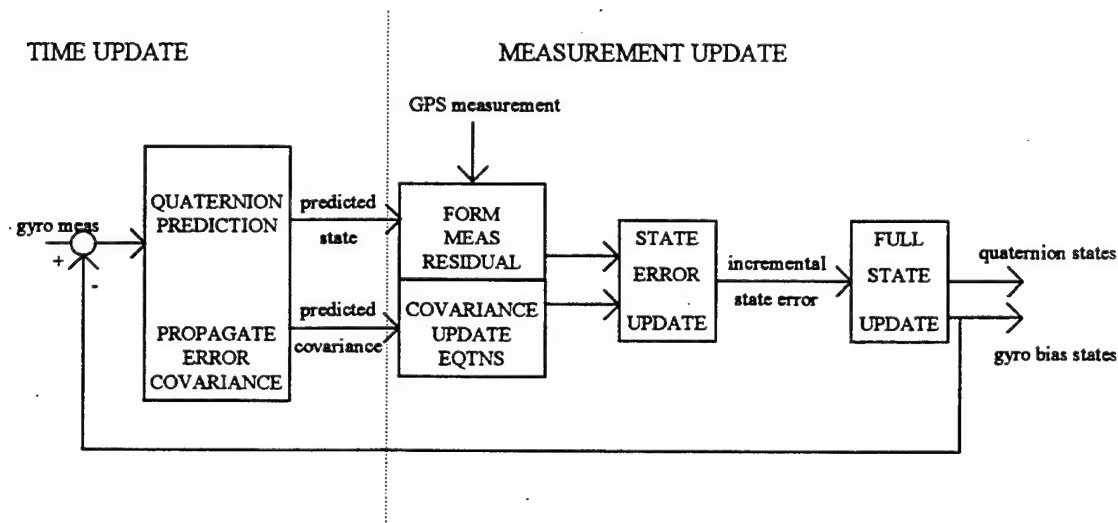 TIME UPDATE
MEASUREMENT UPDATE
GPS measurement
gyro meas
+
-
QUATERNION
PREDICTION
PROPAGATE
ERROR
COVARIANCE
predicted
state
predicted
covariance
FORM
MEAS
RESIDUAL
COVARIANCE
UPDATE
EQTNS
STATE
ERROR
UPDATE
incremental
state error
FULL
STATE
UPDATE
quaternion states
gyro bias states